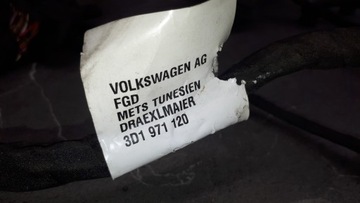 VOLKSWAGEN AG
FGD
METS TUNESIEN
DRAEXLMAIER
3D1 971 120